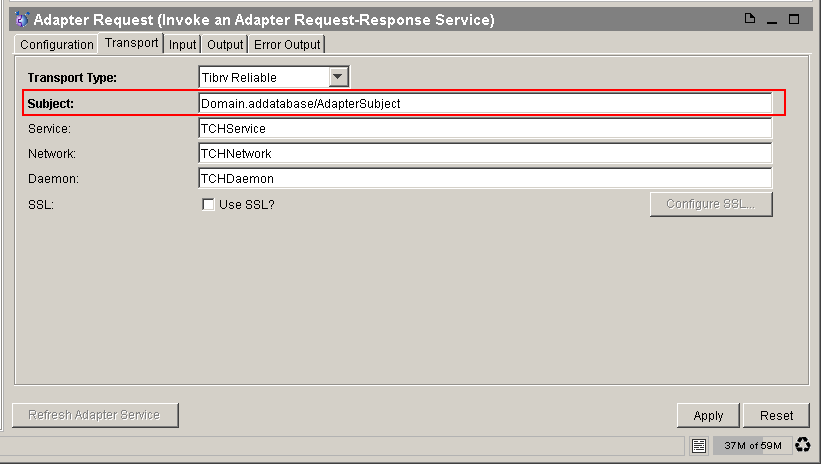 Adapter Request (Invoke an Adapter Request-Response Service)
Configuration Transport Input Output Error Output
Transport Type: Tibrv Reliable
Subject: Domain.addatabase/AdapterSubject
Service: TCHService
Network: TCHNetwork
Daemon: TCHDaemon
SSL: Use SSL? Configure SSL...
Refresh Adapter Service Apply Reset
37M of 59M